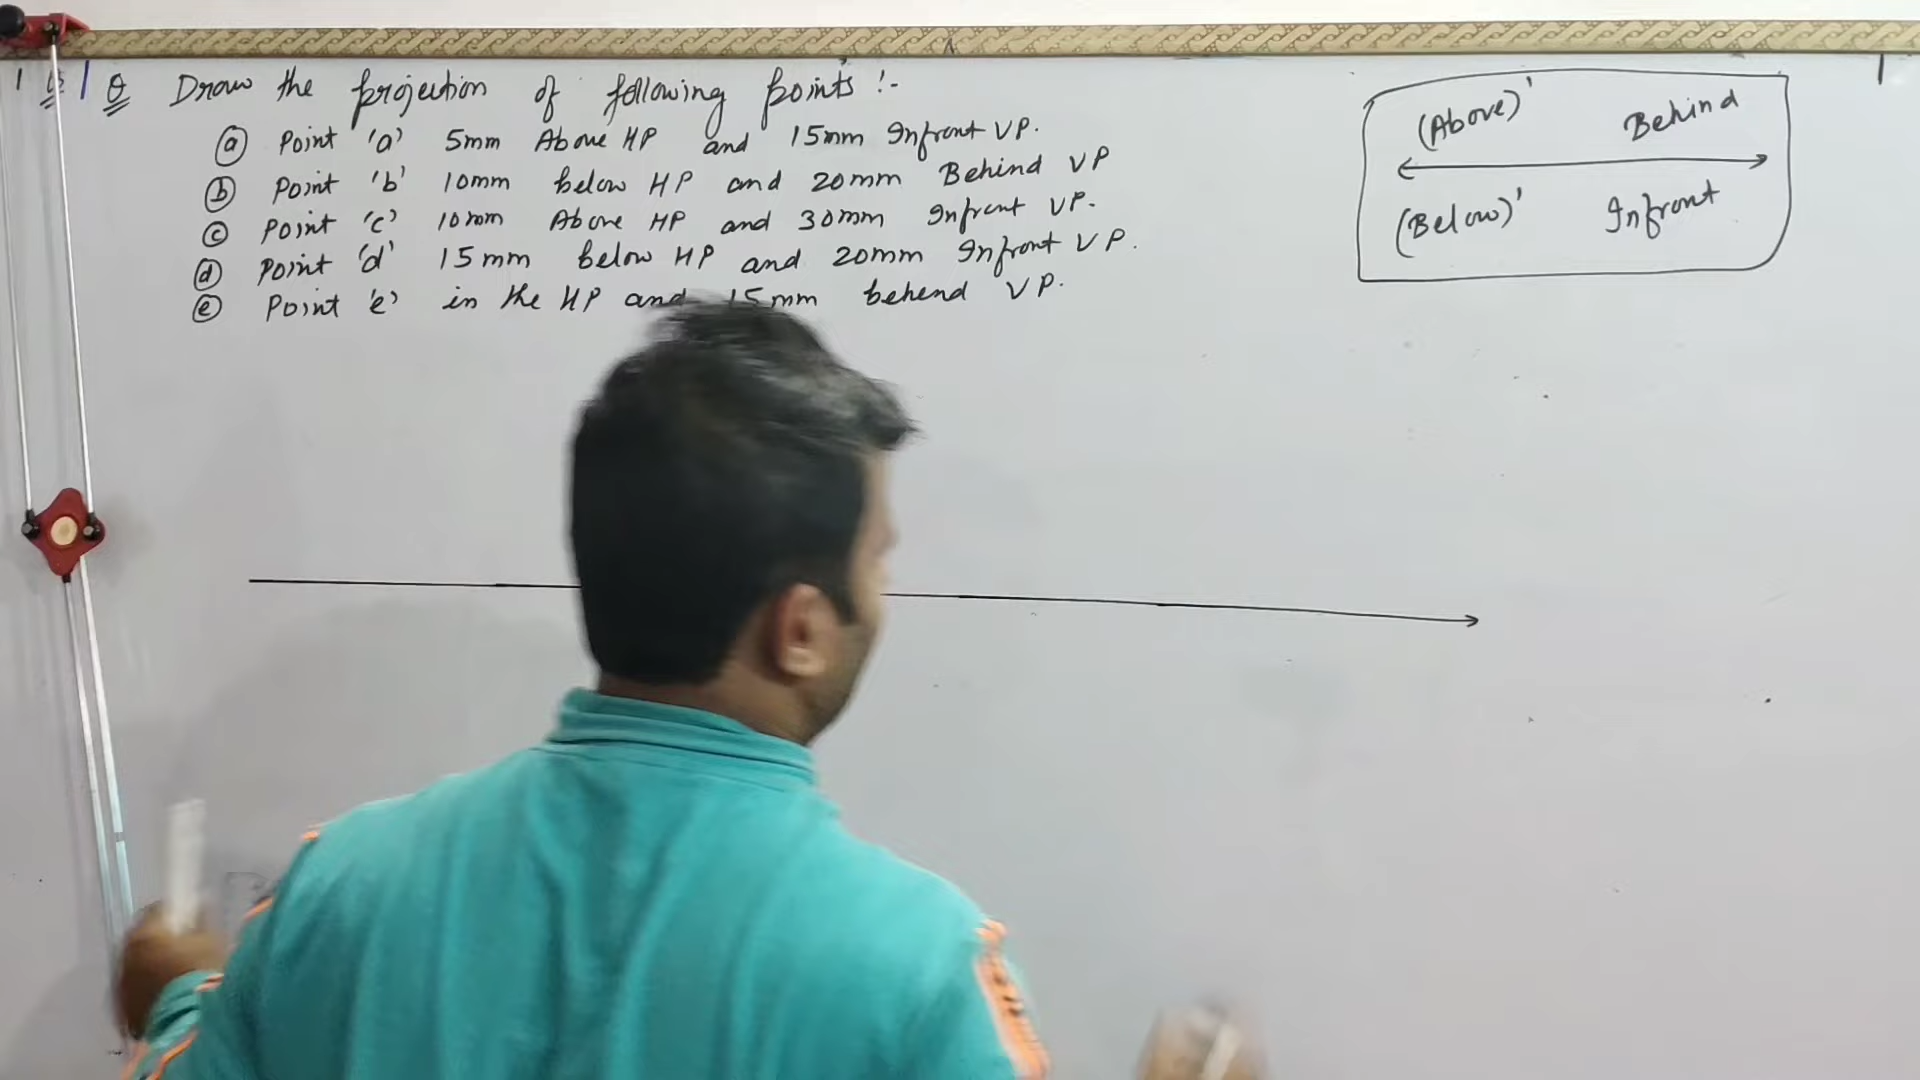 Q Draw the projection of following points :-
(a) Point 'a' 5mm Above HP and 15mm Infront VP.
(b) Point 'b' 10mm below HP and 20mm Behind VP
(c) Point 'c' 10mm Above HP and 30mm Infront VP.
(d) Point 'd' 15mm below HP and 20mm Infront VP.
(e) Point 'e' in the HP and 15mm behend VP.
(Above)' Behind
(Below)' Infront